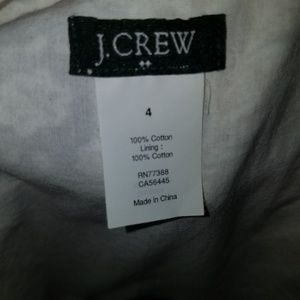 J.CREW
4
100% Cotton
Lining :
100% Cotton
RN77388
CA56445
Made in China